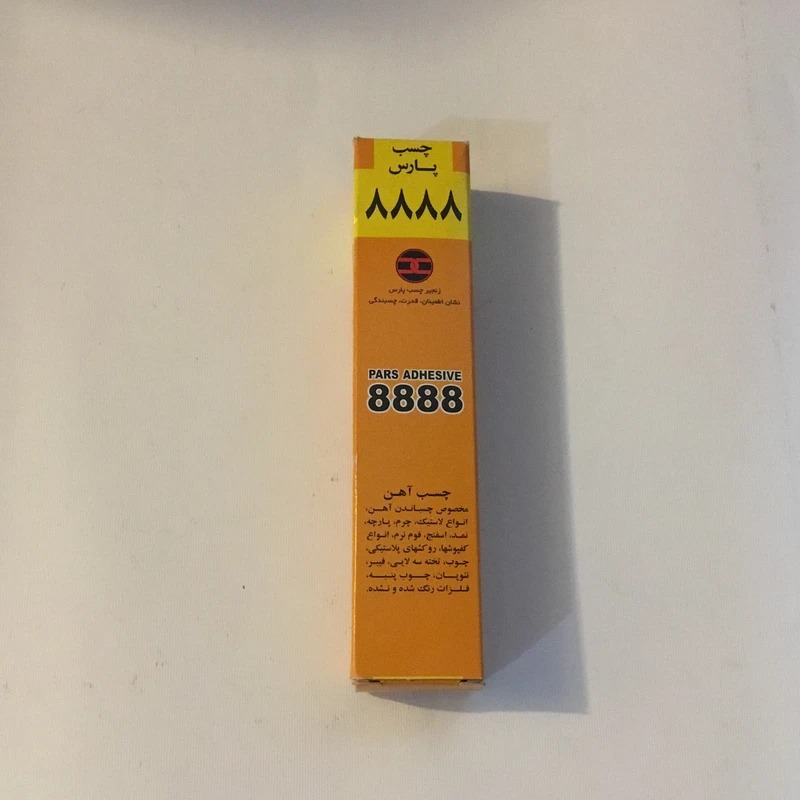 چسب
پارس
۸۸۸۸
زنجیر چسب پارس
نشان اطمینان، قدرت، چسبندگی
PARS ADHESIVE
8888
چسب آهن
مخصوص چسباندن آهن،
انواع لاستیک، چرم، پارچه،
نمد، اسفنج، فوم نرم، انواع
کفپوشها، روکشهای پلاستیکی،
چوب، تخته سه لایی، فیبر،
نئوپان، چوب پنبه،
فلزات رنگ شده و نشده.